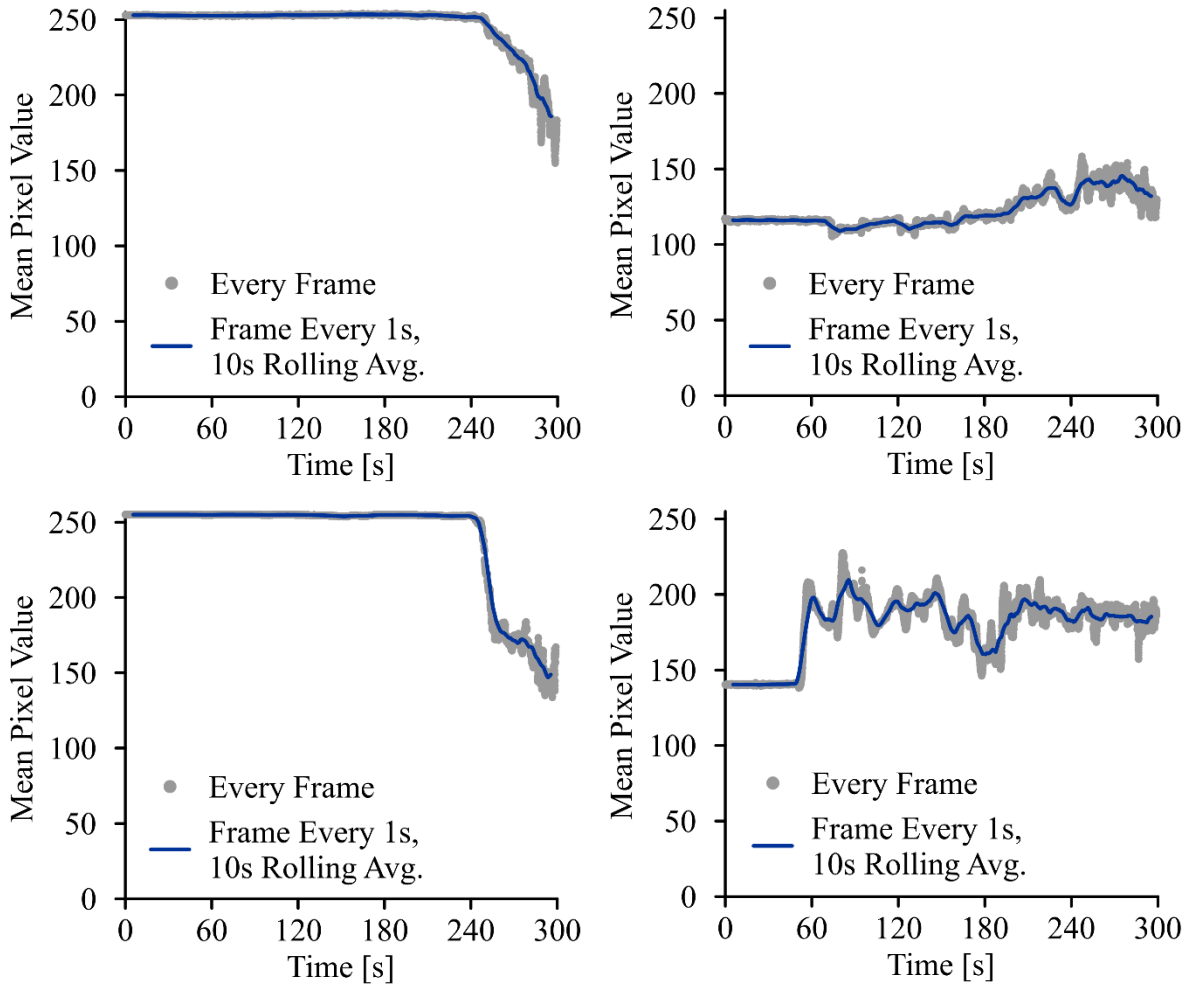 250
200
150
100
50
0
Mean Pixel Value
Every Frame
Frame Every 1s,
10s Rolling Avg.
0 60 120 180 240 300
Time [s]
250
200
150
100
50
0
Mean Pixel Value
Every Frame
Frame Every 1s,
10s Rolling Avg.
0 60 120 180 240 300
Time [s]
250
200
150
100
50
0
Mean Pixel Value
Every Frame
Frame Every 1s,
10s Rolling Avg.
0 60 120 180 240 300
Time [s]
250
200
150
100
50
0
Mean Pixel Value
Every Frame
Frame Every 1s,
10s Rolling Avg.
0 60 120 180 240 300
Time [s]